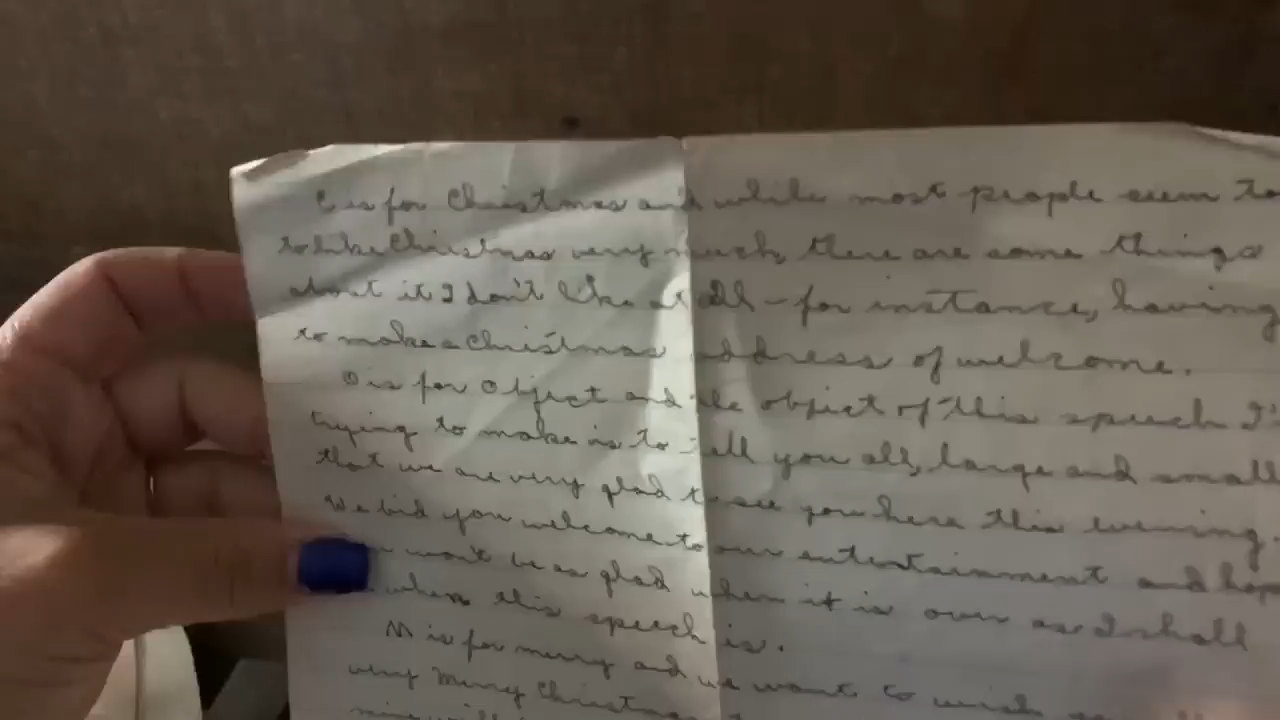 C is for Christmas and while most people seem to
to like Christmas very much, there are some things
about it I don't like at all - for instance, having
to make a Christmas address of welcome.
O is for Object and the object of this speech I'm
trying to make is to tell you all, large and small
that we are very glad to see you here this evening.
We bid you welcome to our entertainment and hope
won't be as glad when it is over as I shall
when this speech is.
M is for merry and we want to wish you
very Merry Christmas